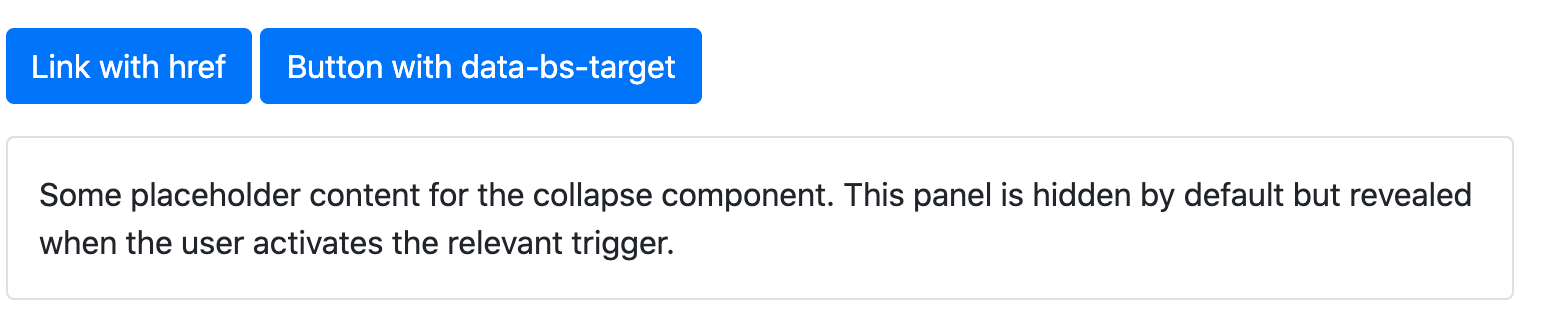 Link with href Button with data-bs-target
Some placeholder content for the collapse component. This panel is hidden by default but revealed
when the user activates the relevant trigger.